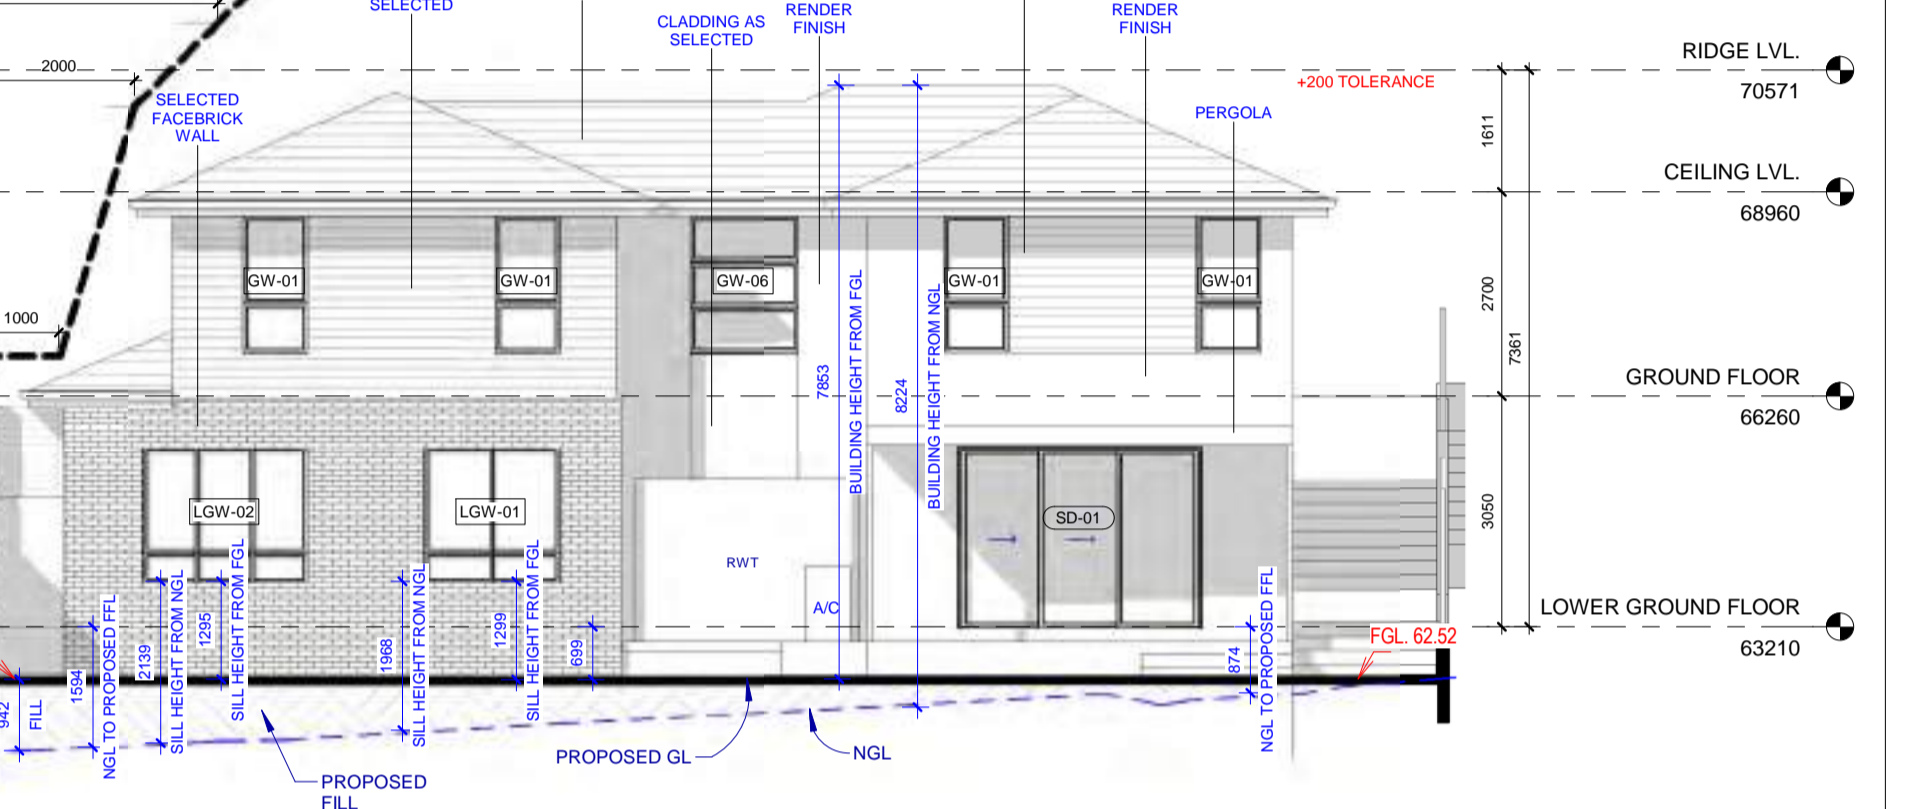 SELECTED
CLADDING AS
SELECTED
RENDER
FINISH
RENDER
FINISH
RIDGE LVL.
70571
+200 TOLERANCE
2000
SELECTED
FACEBRICK
WALL
PERGOLA
1611
CEILING LVL.
68960
GW-01
GW-01
GW-06
GW-01
GW-01
1000
2700
7361
7853
BUILDING HEIGHT FROM FGL
8224
BUILDING HEIGHT FROM NGL
GROUND FLOOR
66260
LGW-02
LGW-01
SD-01
RWT
A/C
3050
LOWER GROUND FLOOR
63210
FGL. 62.52
942
FILL
1594
NGL TO PROPOSED FFL
2139
SILL HEIGHT FROM NGL
1295
SILL HEIGHT FROM FGL
1968
SILL HEIGHT FROM NGL
1299
SILL HEIGHT FROM FGL
699
874
NGL TO PROPOSED FFL
PROPOSED GL
NGL
PROPOSED
FILL